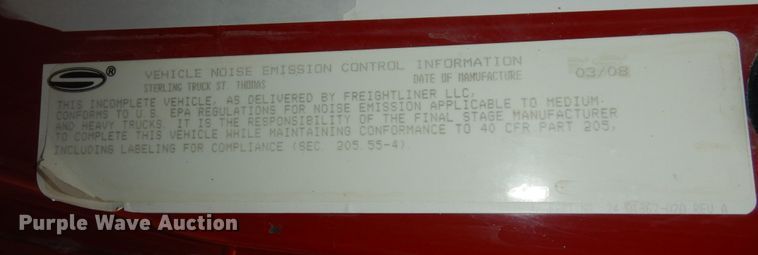 VEHICLE NOISE EMISSION CONTROL INFORMATION
STERLING TRUCK ST. THOMAS DATE OF MANUFACTURE 03/08
THIS INCOMPLETE VEHICLE, AS DELIVERED BY FREIGHTLINER LLC,
CONFORMS TO U.S. EPA REGULATIONS FOR NOISE EMISSION APPLICABLE TO MEDIUM-
AND HEAVY TRUCKS. IT IS THE RESPONSIBILITY OF THE FINAL STAGE MANUFACTURER
TO COMPLETE THIS VEHICLE WHILE MAINTAINING CONFORMANCE TO 40 CFR PART 205,
INCLUDING LABELING FOR COMPLIANCE (SEC. 205.55-4).
REV A
Purple Wave Auction